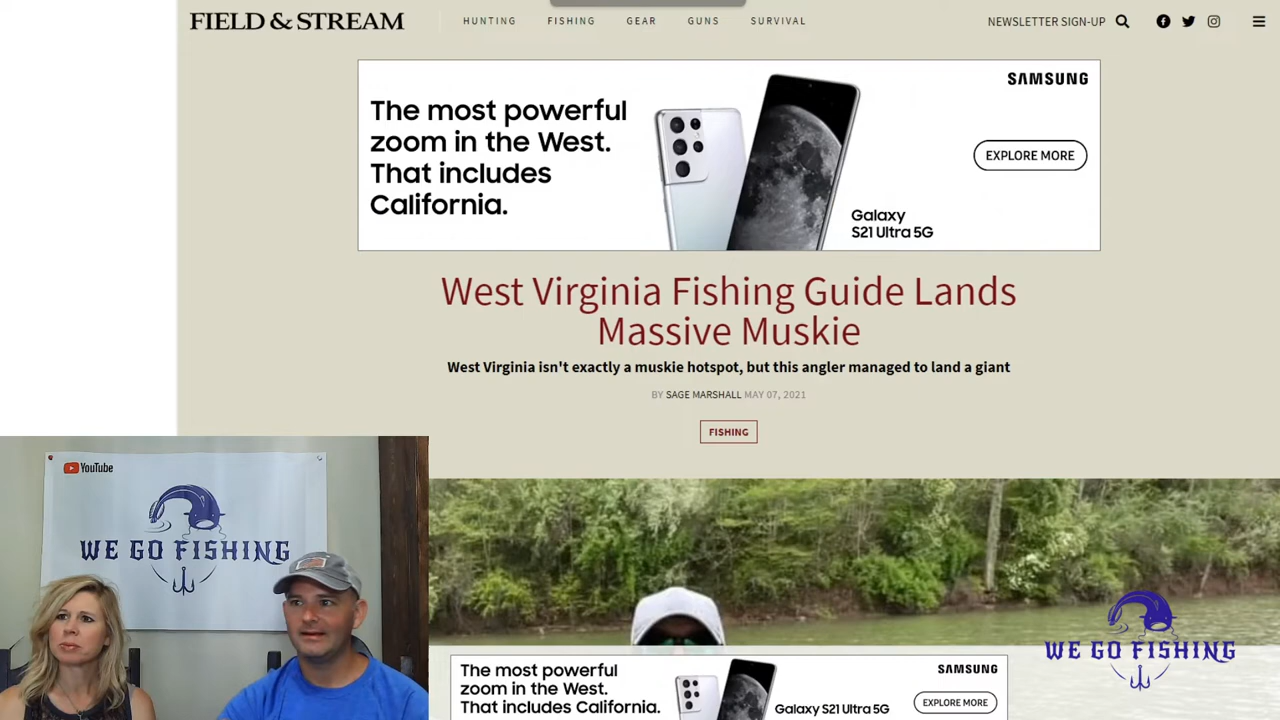 FIELD & STREAM
HUNTING FISHING GEAR GUNS SURVIVAL
NEWSLETTER SIGN-UP
The most powerful
zoom in the West.
That includes
California.
SAMSUNG
EXPLORE MORE
Galaxy
S21 Ultra 5G
West Virginia Fishing Guide Lands
Massive Muskie
West Virginia isn't exactly a muskie hotspot, but this angler managed to land a giant
BY SAGE MARSHALL MAY 07, 2021
FISHING
YouTube
WE GO FISHING
WE GO FISHING
The most powerful
zoom in the West.
That includes California.
SAMSUNG
EXPLORE MORE
Galaxy S21 Ultra 5G